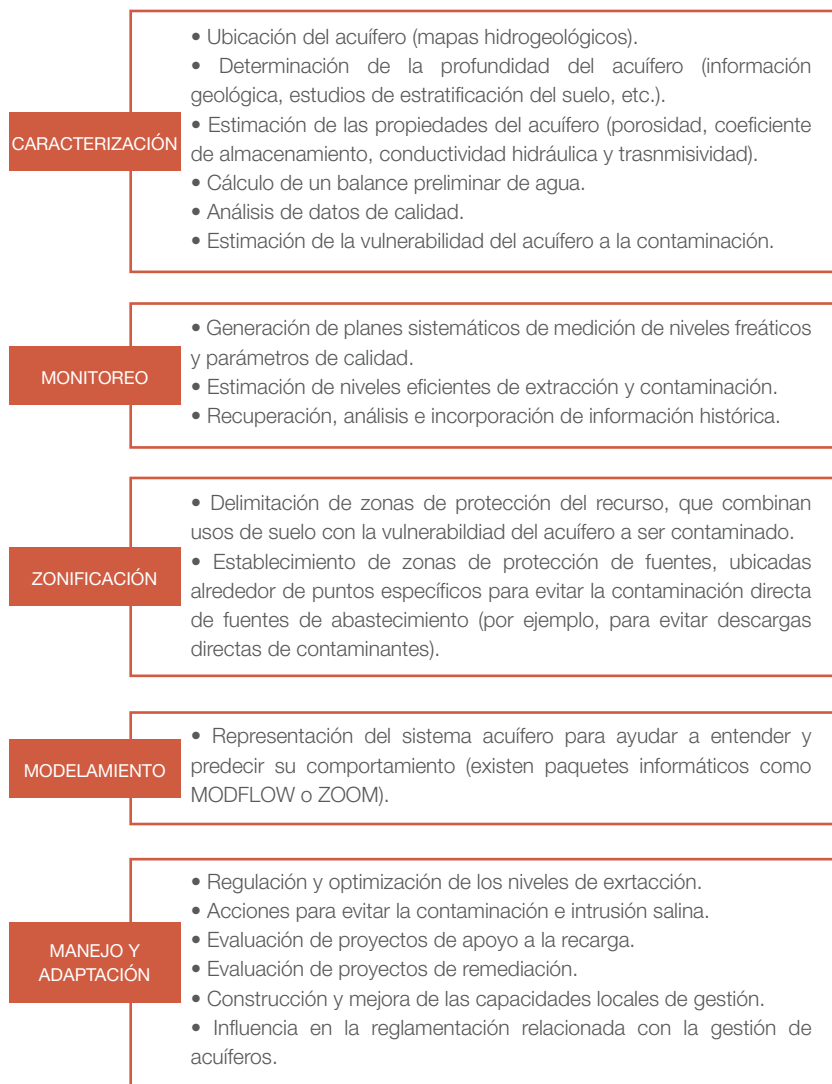 CARACTERIZACIÓN
• Ubicación del acuífero (mapas hidrogeológicos).
• Determinación de la profundidad del acuífero (información
geológica, estudios de estratificación del suelo, etc.).
• Estimación de las propiedades del acuífero (porosidad, coeficiente
de almacenamiento, conductividad hidráulica y trasnmisividad).
• Cálculo de un balance preliminar de agua.
• Análisis de datos de calidad.
• Estimación de la vulnerabilidad del acuífero a la contaminación.
MONITOREO
• Generación de planes sistemáticos de medición de niveles freáticos
y parámetros de calidad.
• Estimación de niveles eficientes de extracción y contaminación.
• Recuperación, análisis e incorporación de información histórica.
ZONIFICACIÓN
• Delimitación de zonas de protección del recurso, que combinan
usos de suelo con la vulnerabildiad del acuífero a ser contaminado.
• Establecimiento de zonas de protección de fuentes, ubicadas
alrededor de puntos específicos para evitar la contaminación directa
de fuentes de abastecimiento (por ejemplo, para evitar descargas
directas de contaminantes).
MODELAMIENTO
• Representación del sistema acuífero para ayudar a entender y
predecir su comportamiento (existen paquetes informáticos como
MODFLOW o ZOOM).
MANEJO Y
ADAPTACIÓN
• Regulación y optimización de los niveles de exrtacción.
• Acciones para evitar la contaminación e intrusión salina.
• Evaluación de proyectos de apoyo a la recarga.
• Evaluación de proyectos de remediación.
• Construcción y mejora de las capacidades locales de gestión.
• Influencia en la reglamentación relacionada con la gestión de
acuíferos.